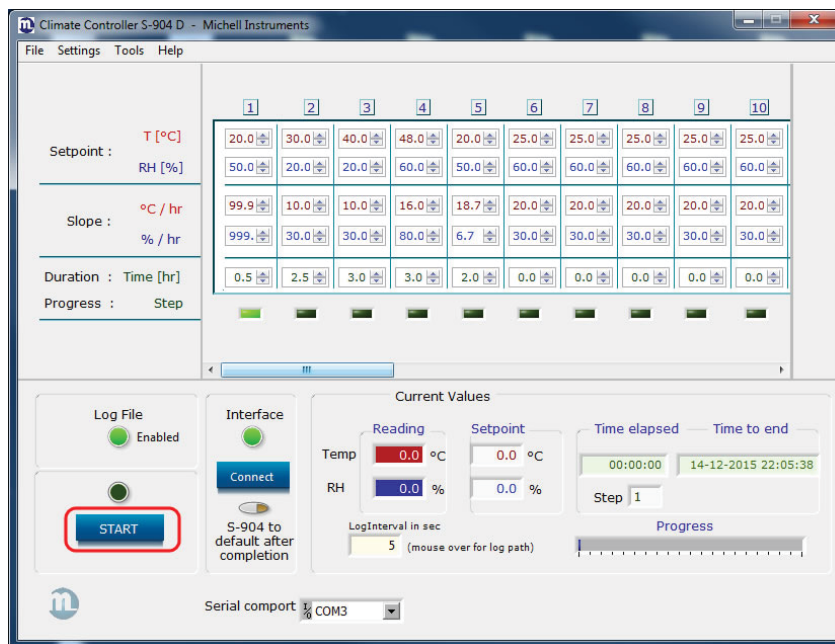 Climate Controller S-904 D - Michell Instruments
File Settings Tools Help
1 2 3 4 5 6 7 8 9 10
Setpoint :
T [°C] 20.0 30.0 40.0 48.0 20.0 25.0 25.0 25.0 25.0 25.0
RH [%] 50.0 20.0 20.0 60.0 50.0 60.0 60.0 60.0 60.0 60.0
Slope :
°C / hr 99.9 10.0 10.0 16.0 18.7 20.0 20.0 20.0 20.0 20.0
% / hr 999. 30.0 30.0 80.0 6.7 30.0 30.0 30.0 30.0 30.0
Duration : Time [hr] 0.5 2.5 3.0 3.0 2.0 0.0 0.0 0.0 0.0 0.0
Progress : Step
Log File
Enabled
START
Interface
Connect
S-904 to
default after
completion
Current Values
Reading Setpoint
Temp 0.0 °C 0.0 °C
RH 0.0 % 0.0 %
LogInterval in sec
5 (mouse over for log path)
Time elapsed Time to end
00:00:00 14-12-2015 22:05:38
Step 1
Progress
Serial comport COM3